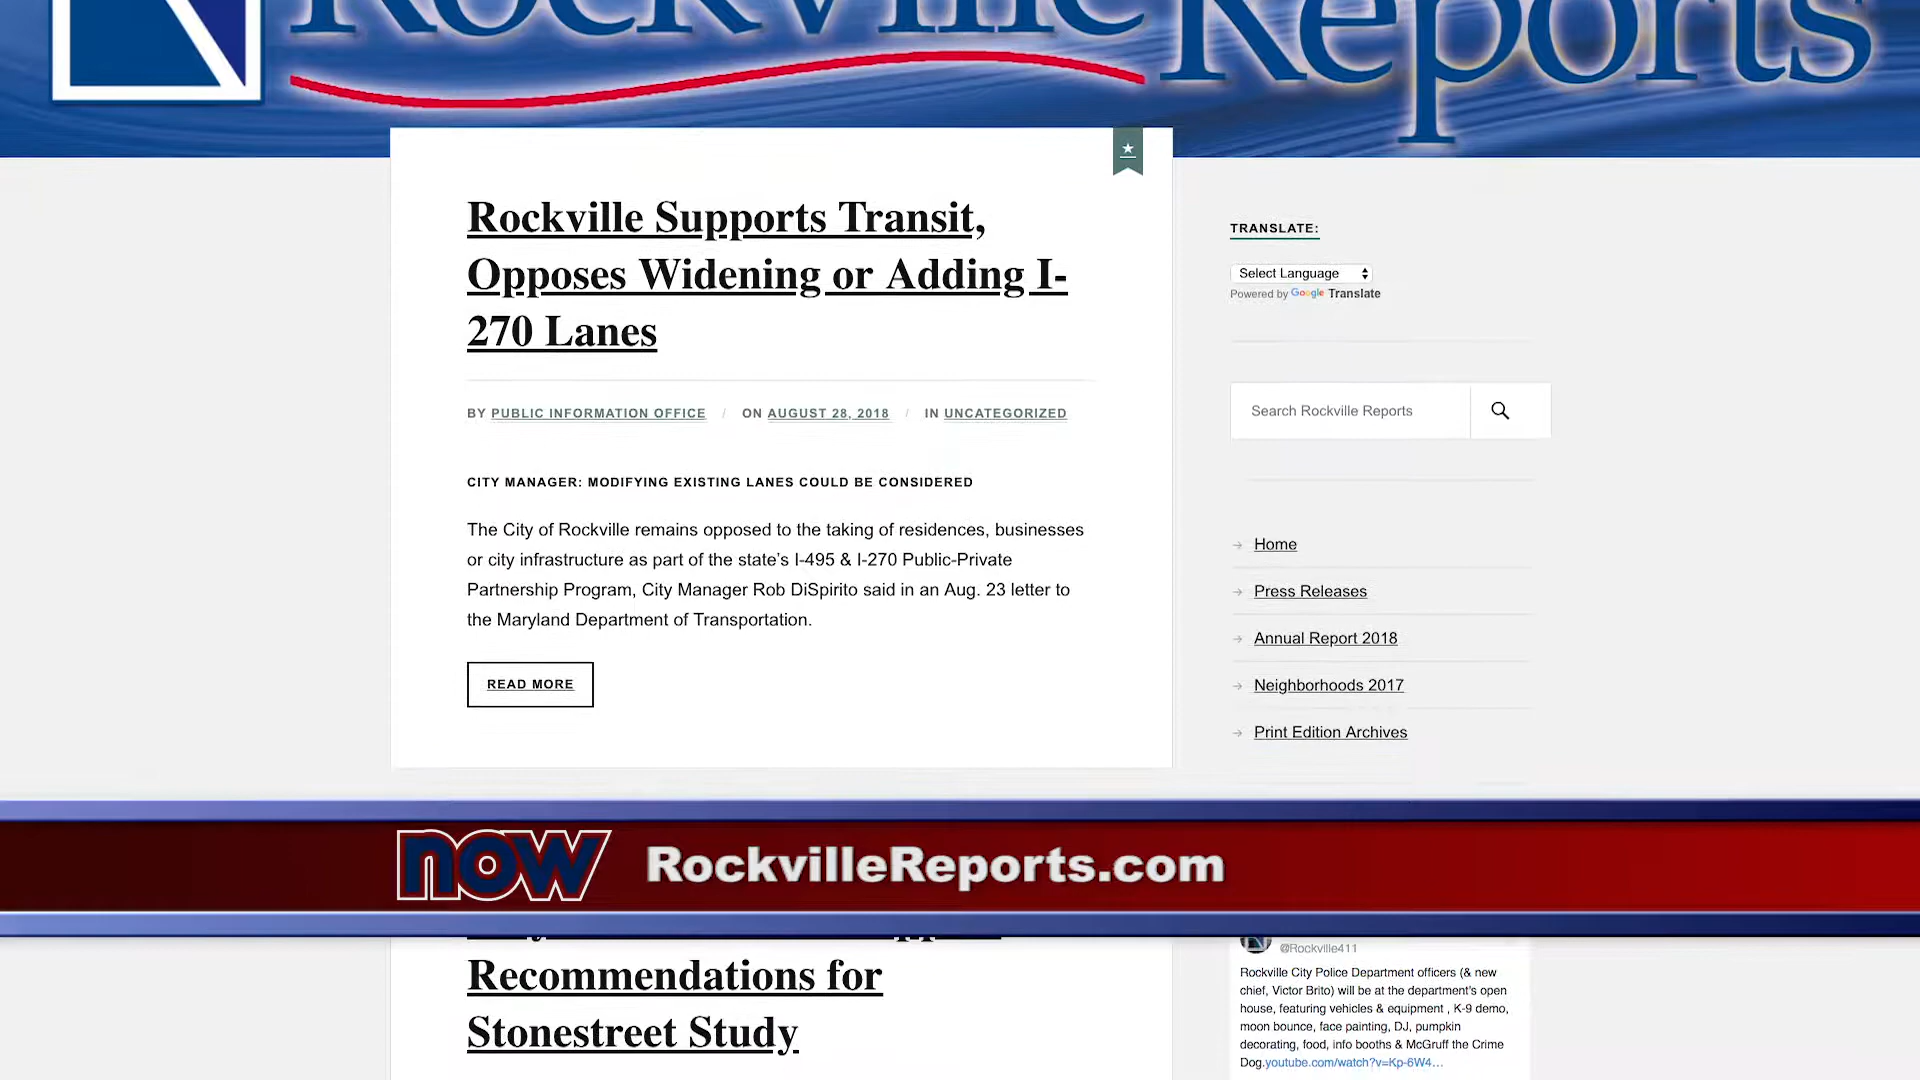 Rockville Reports
Rockville Supports Transit,
Opposes Widening or Adding I-
270 Lanes
BY PUBLIC INFORMATION OFFICE / ON AUGUST 28, 2018 / IN UNCATEGORIZED
CITY MANAGER: MODIFYING EXISTING LANES COULD BE CONSIDERED
The City of Rockville remains opposed to the taking of residences, businesses
or city infrastructure as part of the state’s I-495 & I-270 Public-Private
Partnership Program, City Manager Rob DiSpirito said in an Aug. 23 letter to
the Maryland Department of Transportation.
READ MORE
TRANSLATE:
Select Language
Powered by Google Translate
Search Rockville Reports
Home
Press Releases
Annual Report 2018
Neighborhoods 2017
Print Edition Archives
now RockvilleReports.com
Recommendations for
Stonestreet Study
@Rockville411
Rockville City Police Department officers (& new
chief, Victor Brito) will be at the department's open
house, featuring vehicles & equipment , K-9 demo,
moon bounce, face painting, DJ, pumpkin
decorating, food, info booths & McGruff the Crime
Dog.youtube.com/watch?v=Kp-6W4…